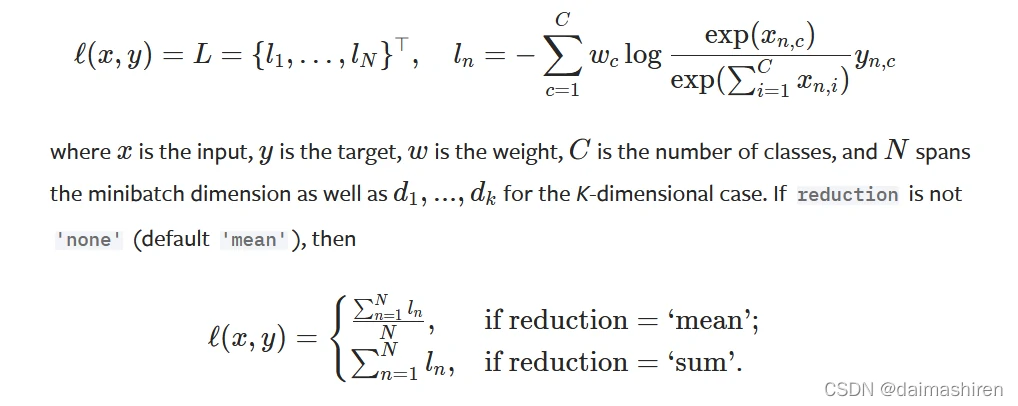 ℓ(x, y) = L = {l_1, …, l_N}^⊤, l_n = −∑_{c=1}^{C} w_c log \frac{exp(x_{n,c})}{exp(∑_{i=1}^{C} x_{n,i})} y_{n,c}
where x is the input, y is the target, w is the weight, C is the number of classes, and N spans
the minibatch dimension as well as d_1, ..., d_k for the K-dimensional case. If reduction is not
'none' (default 'mean'), then
ℓ(x, y) = { \frac{∑_{n=1}^{N} l_n}{N}, if reduction = ‘mean’;
∑_{n=1}^{N} l_n, if reduction = ‘sum’.
CSDN @daimashiren